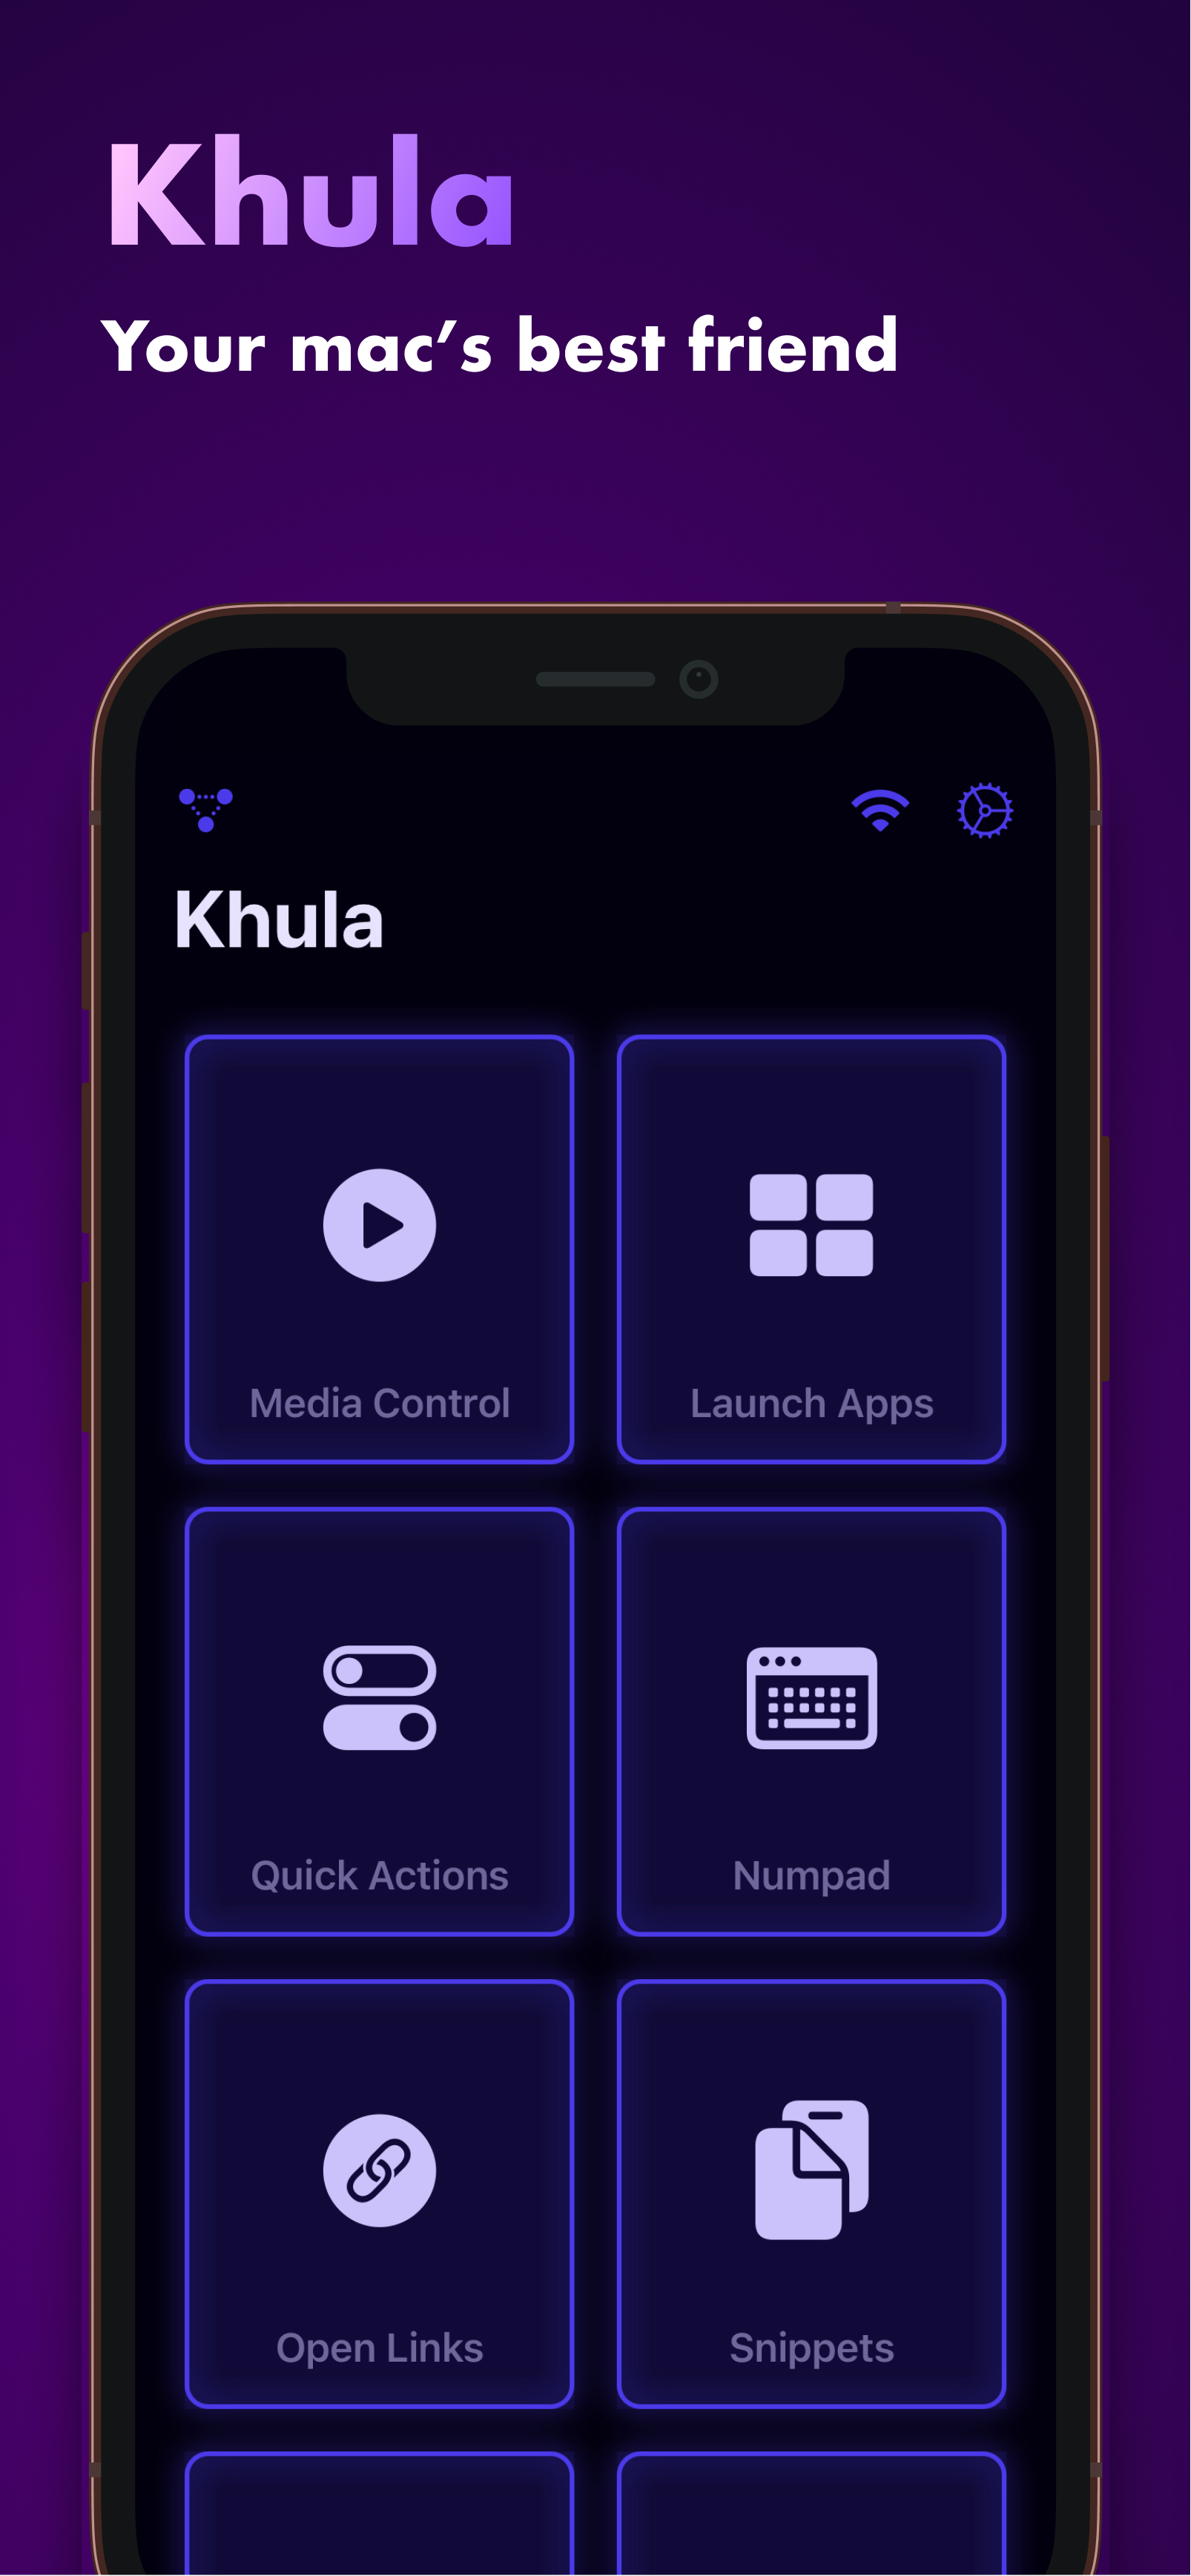 Khula
Your mac’s best friend
Khula
Media Control
Launch Apps
Quick Actions
Numpad
Open Links
Snippets